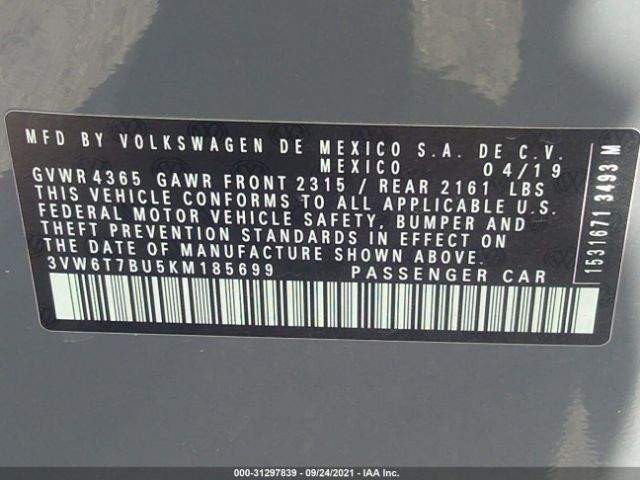 MFD BY VOLKSWAGEN DE MEXICO S.A. DE C.V.
MEXICO 04/19
GVWR 4365 GAWR FRONT 2315 / REAR 2161 LBS
THIS VEHICLE CONFORMS TO ALL APPLICABLE U.S.
FEDERAL MOTOR VEHICLE SAFETY, BUMPER AND
THEFT PREVENTION STANDARDS IN EFFECT ON
THE DATE OF MANUFACTURE SHOWN ABOVE.
3VW6T7BU5KM185699 PASSENGER CAR
1531671 3493 M
000-31297839 - 09/24/2021 - IAA Inc.